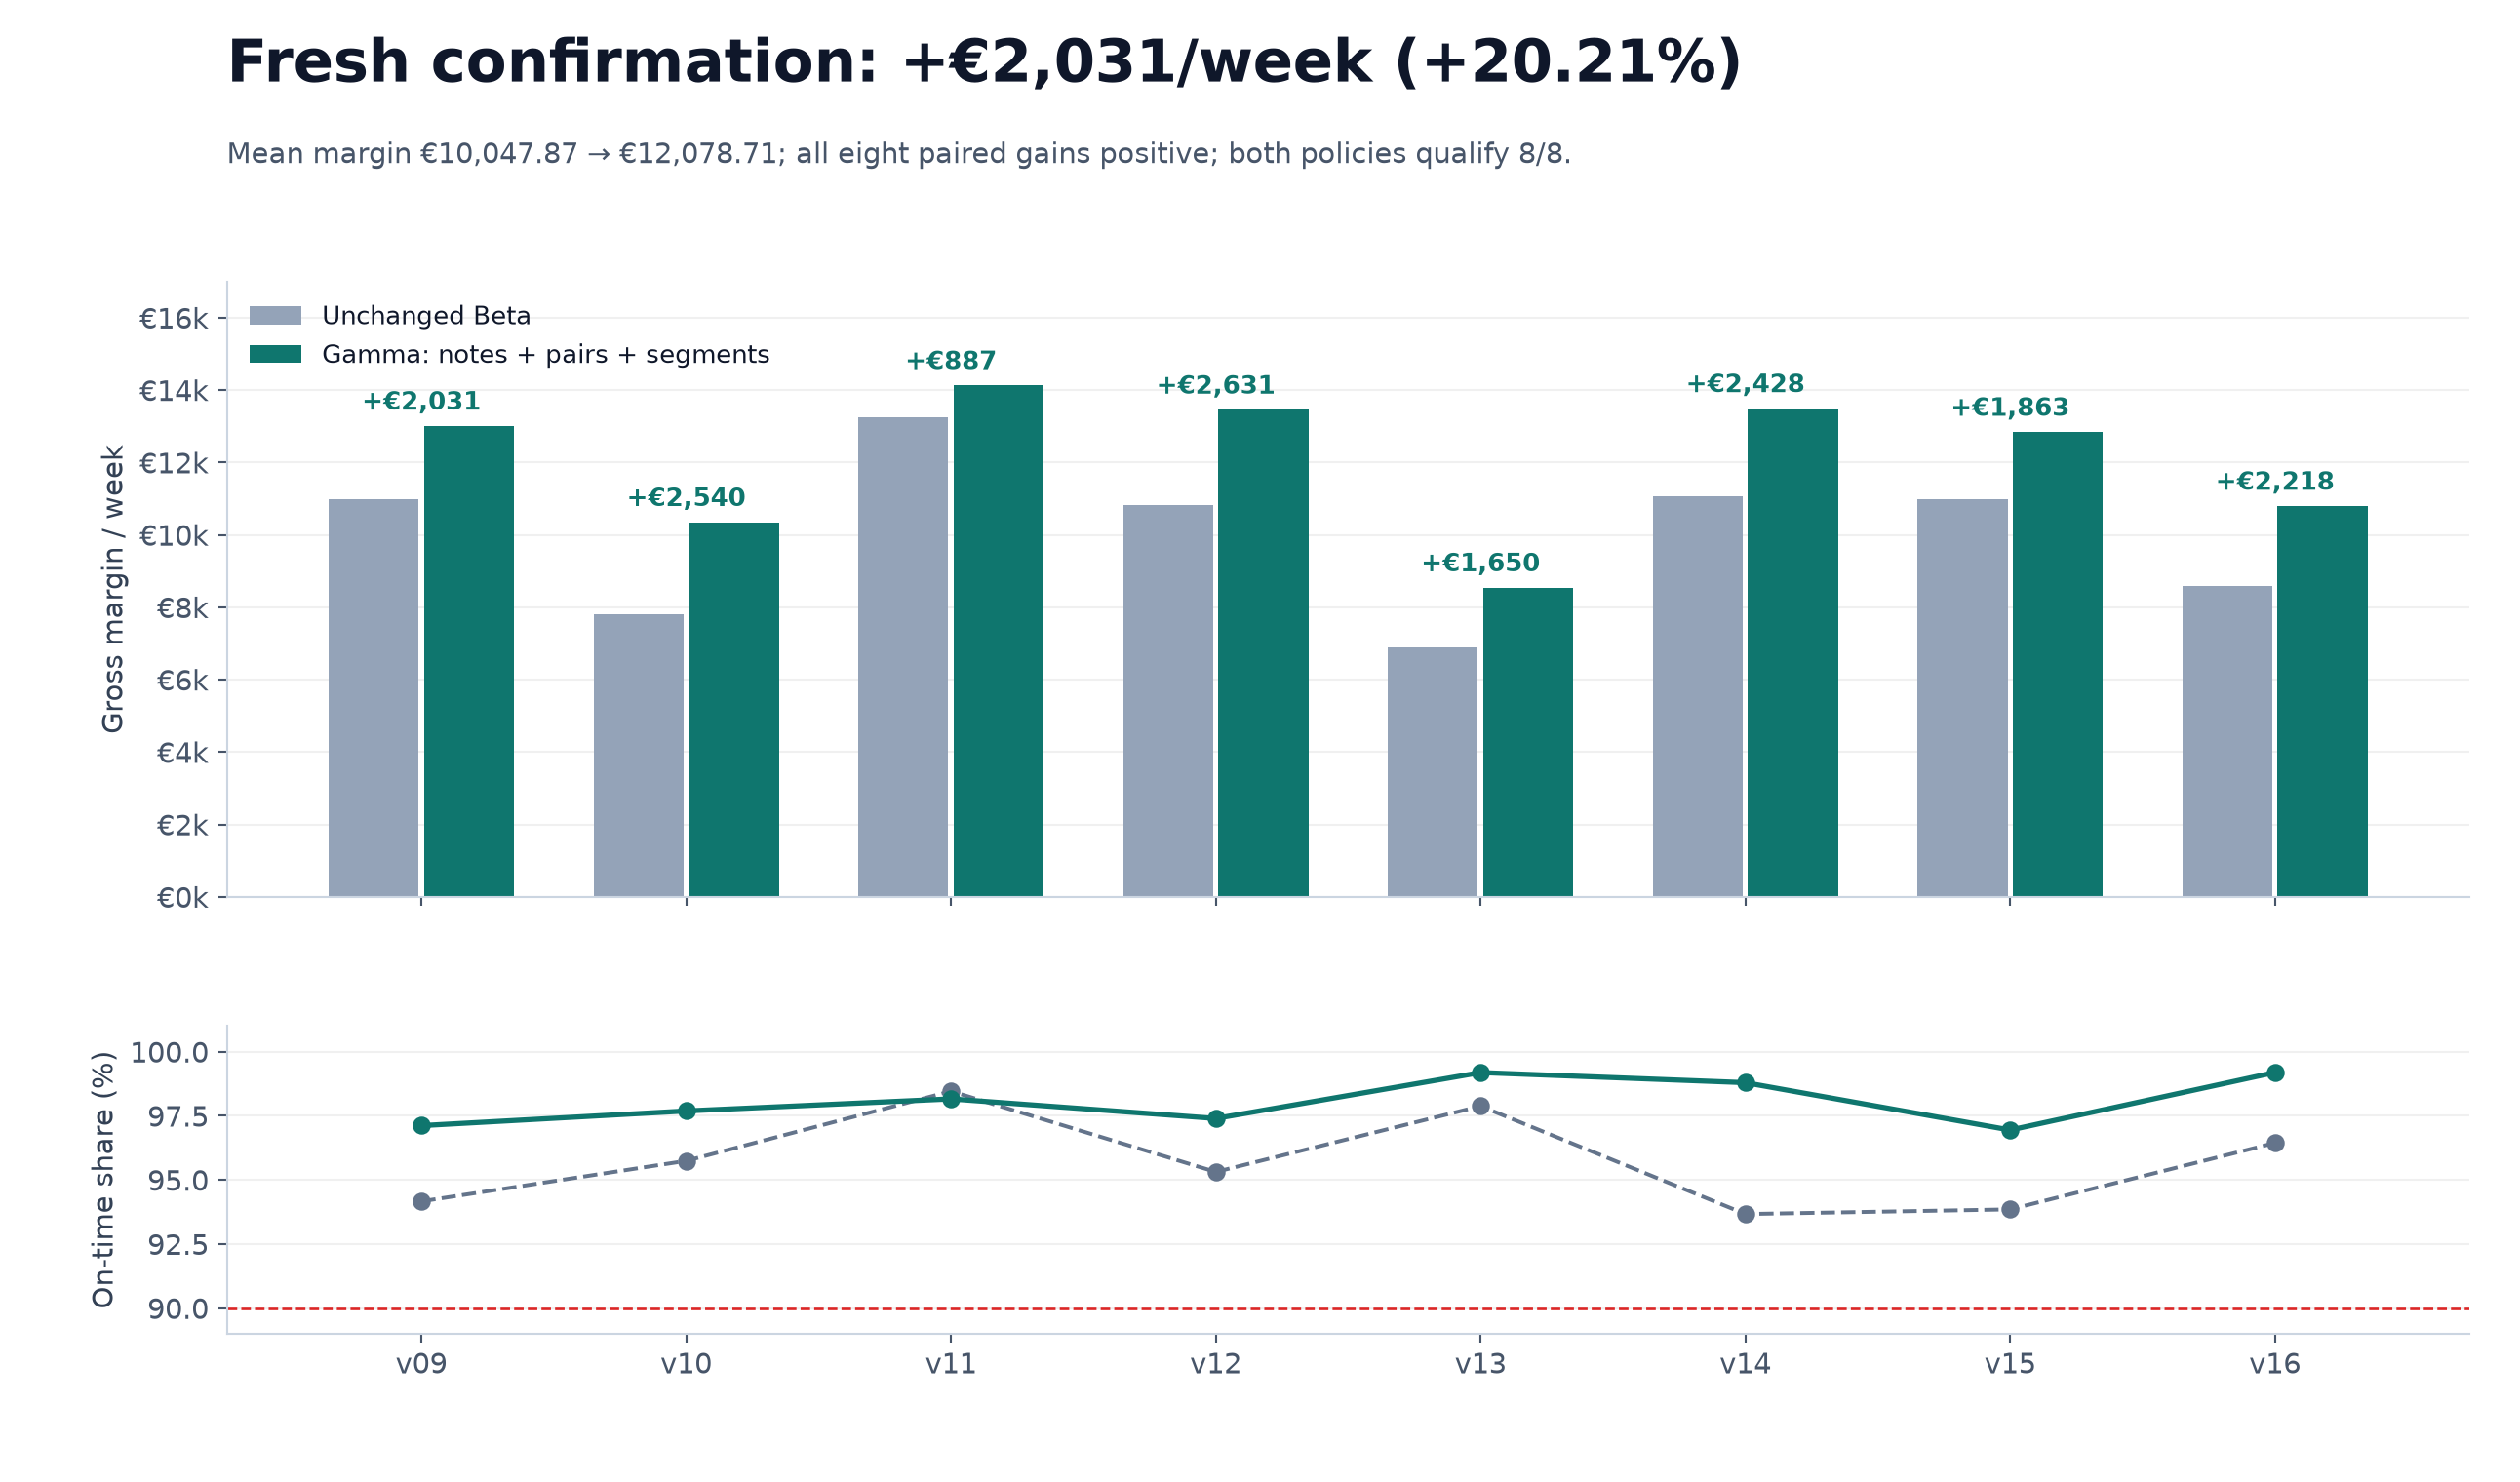 Fresh confirmation: +€2,031/week (+20.21%)
Mean margin €10,047.87 → €12,078.71; all eight paired gains positive; both policies qualify 8/8.
Gross margin / week
€16k
€14k
€12k
€10k
€8k
€6k
€4k
€2k
€0k
Unchanged Beta
Gamma: notes + pairs + segments
+€2,031
+€2,540
+€887
+€2,631
+€1,650
+€2,428
+€1,863
+€2,218
On-time share (%)
100.0
97.5
95.0
92.5
90.0
v09
v10
v11
v12
v13
v14
v15
v16